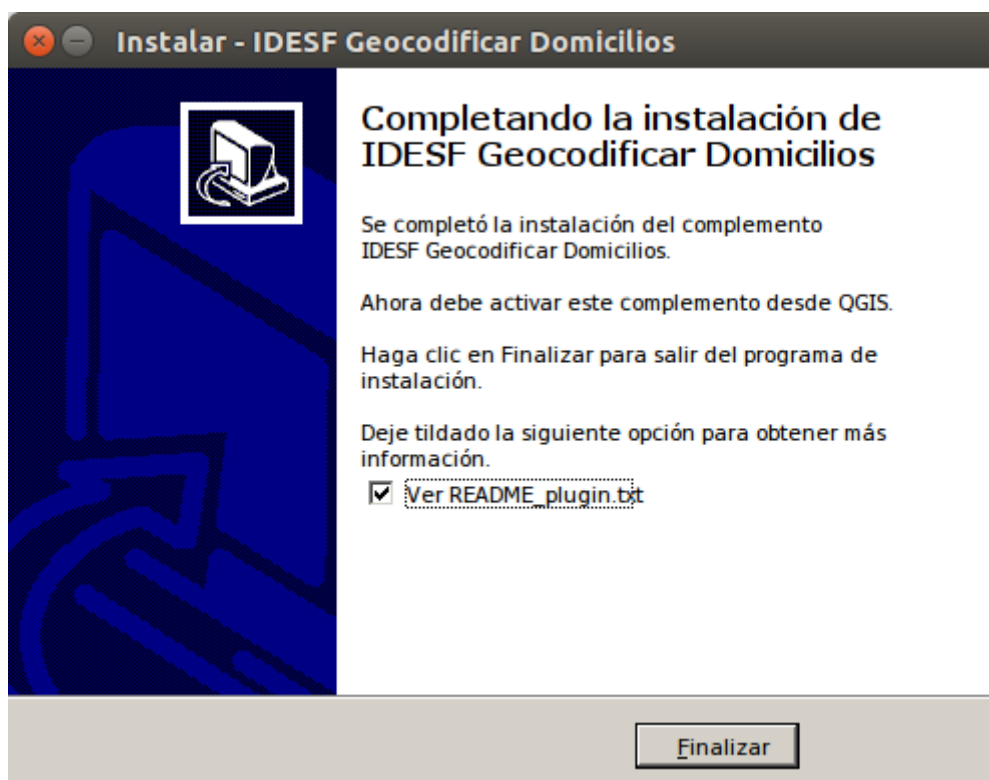 Instalar - IDESF Geocodificar Domicilios
Completando la instalación de
IDESF Geocodificar Domicilios
Se completó la instalación del complemento
IDESF Geocodificar Domicilios.
Ahora debe activar este complemento desde QGIS.
Haga clic en Finalizar para salir del programa de
instalación.
Deje tildado la siguiente opción para obtener más
información.
Ver README_plugin.txt
Finalizar